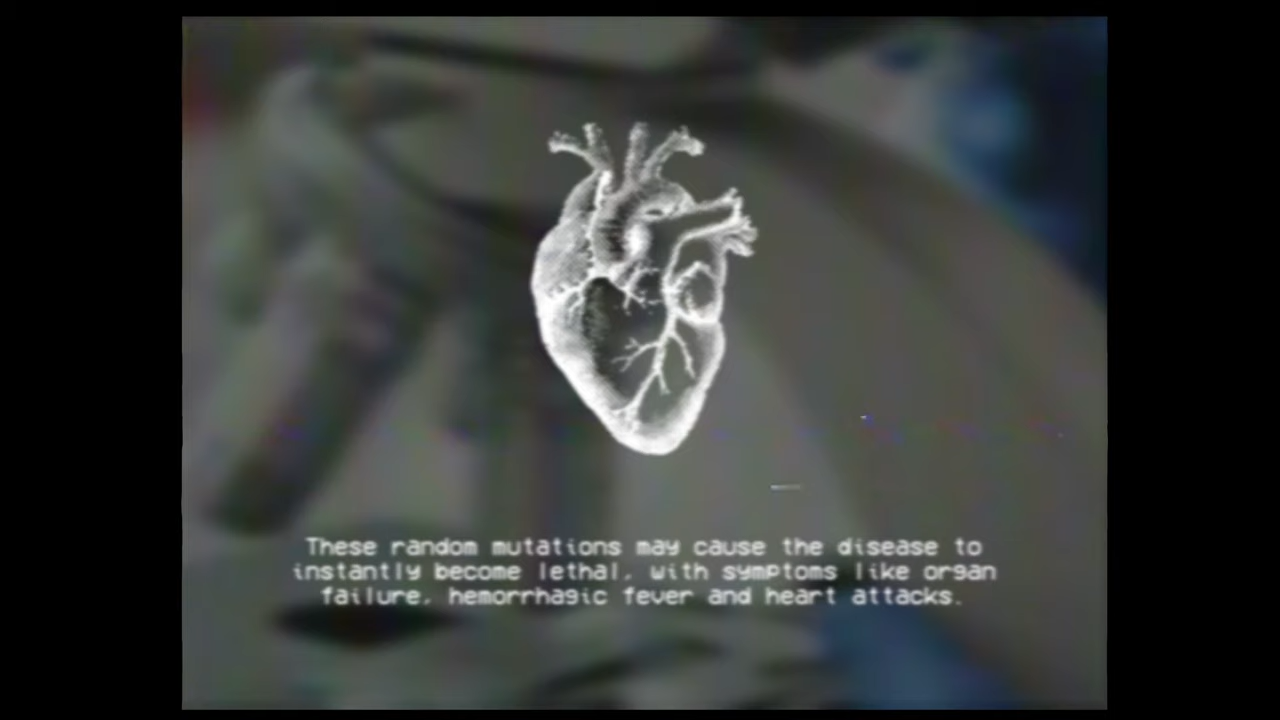 These random mutations may cause the disease to
instantly become lethal, with symptoms like organ
failure, hemorrhagic fever and heart attacks.